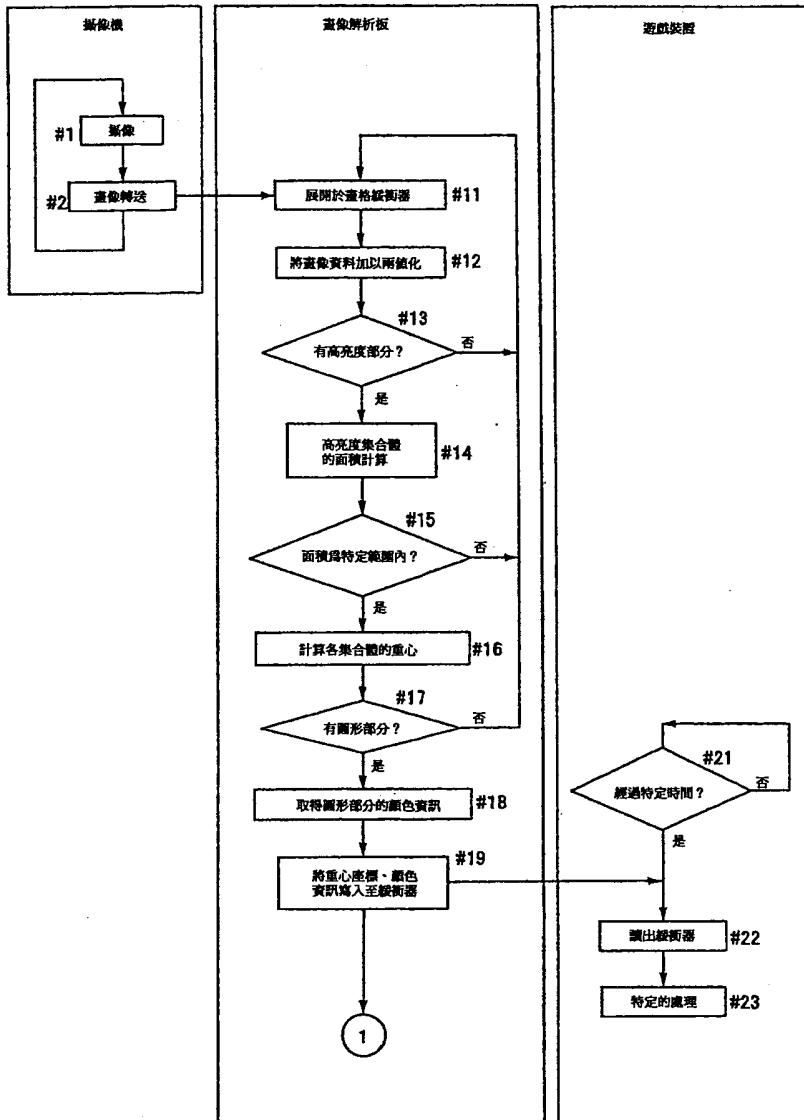 攝像機
畫像解析板
遊戲裝置
攝像
#1
畫像轉送
#2
展開於畫格緩衝器
#11
將畫像資料加以兩値化
#12
#13
有高亮度部分？
否
是
高亮度集合體
的面積計算
#14
#15
面積爲特定範圍內？
否
是
計算各集合體的重心
#16
#17
有圖形部分？
否
是
取得圖形部分的顏色資訊
#18
#19
將重心座標、顏色
資訊寫入至緩衝器
1
#21
經過特定時間？
否
是
讀出緩衝器
#22
特定的處理
#23